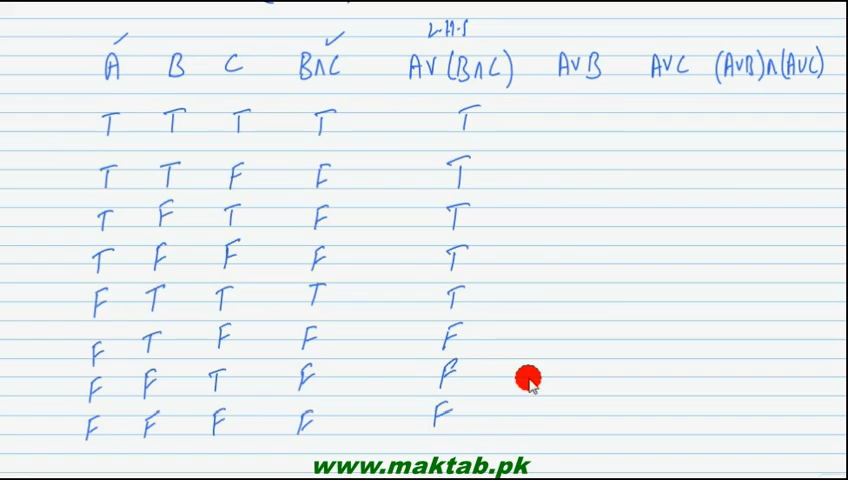 L.H.S
A B C B∧C A∨(B∧C) A∨B A∨C (A∨B)∧(A∨C)
T T T T T
T T F F T
T F T F T
T F F F T
F T T T T
F T F F F
F F T F F
F F F F F
www.maktab.pk